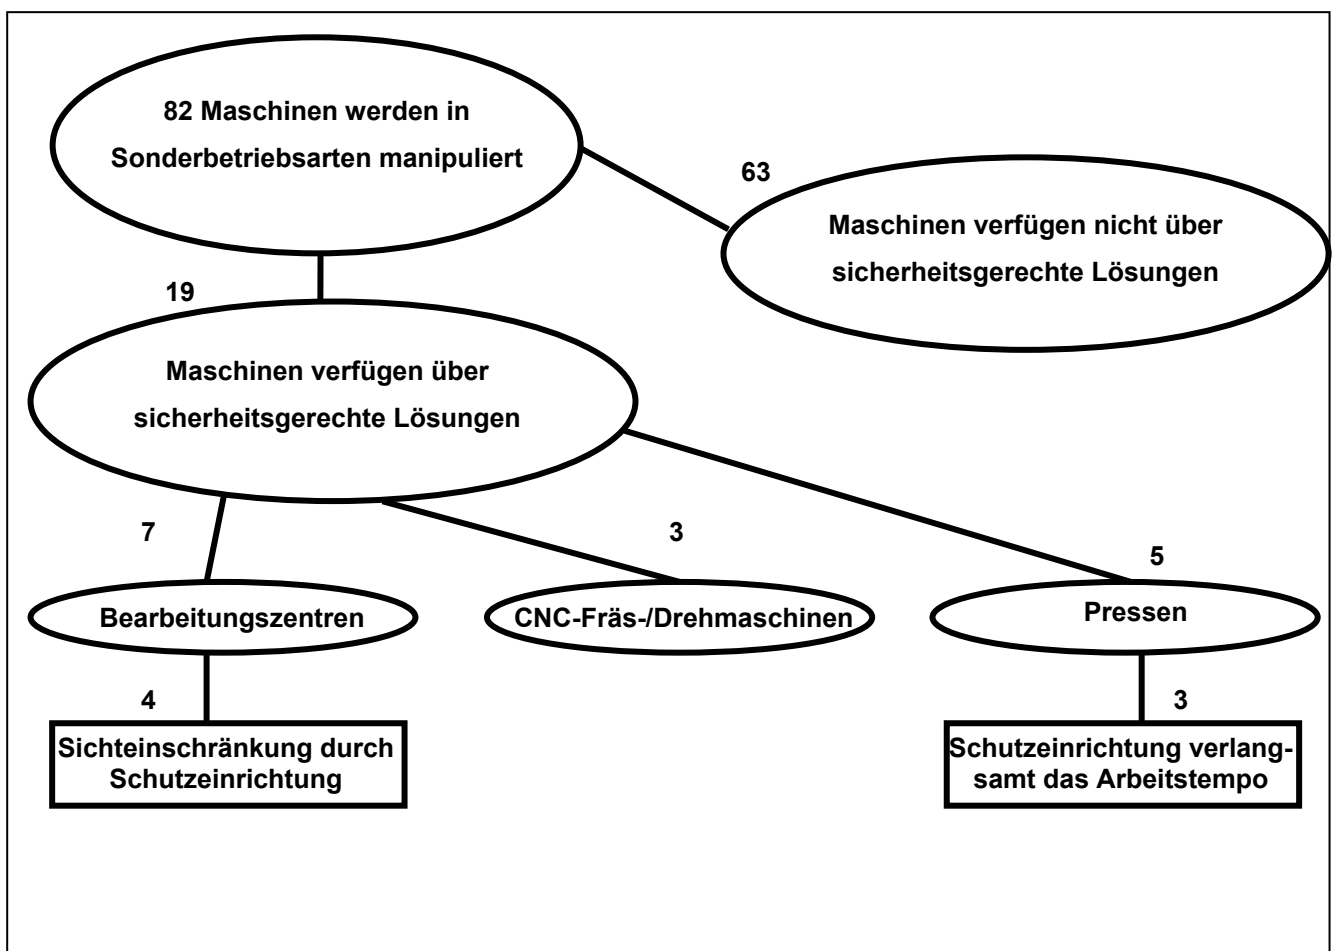 82 Maschinen werden in
Sonderbetriebsarten manipuliert
63
Maschinen verfügen nicht über
sicherheitsgerechte Lösungen
19
Maschinen verfügen über
sicherheitsgerechte Lösungen
7
3
5
Bearbeitungszentren
CNC-Fräs-/Drehmaschinen
Pressen
4
3
Sichteinschränkung durch
Schutzeinrichtung
Schutzeinrichtung verlang-
samt das Arbeitstempo